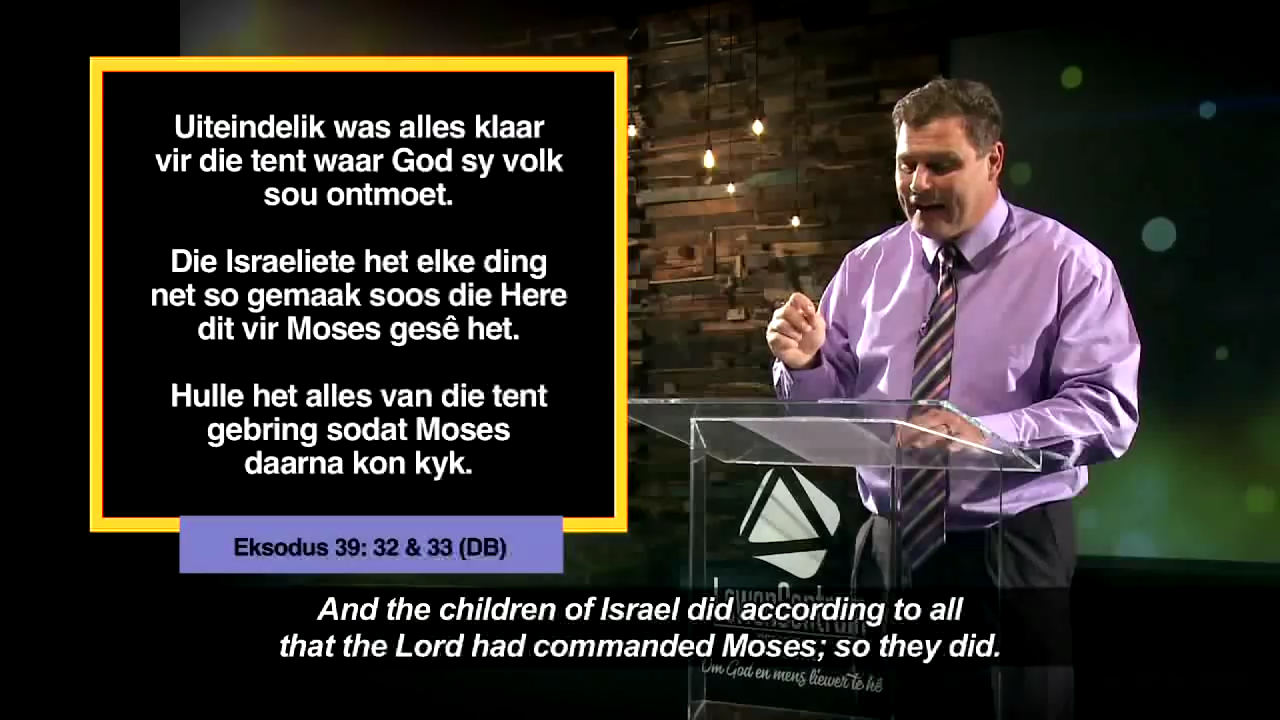 Uiteindelik was alles klaar
vir die tent waar God sy volk
sou ontmoet.
Die Israeliete het elke ding
net so gemaak soos die Here
dit vir Moses gesê het.
Hulle het alles van die tent
gebring sodat Moses
daarna kon kyk.
Eksodus 39: 32 & 33 (DB)
And the children of Israel did according to all
that the Lord had commanded Moses; so they did.
LewenCentrum
Om God en mens liewer te hê